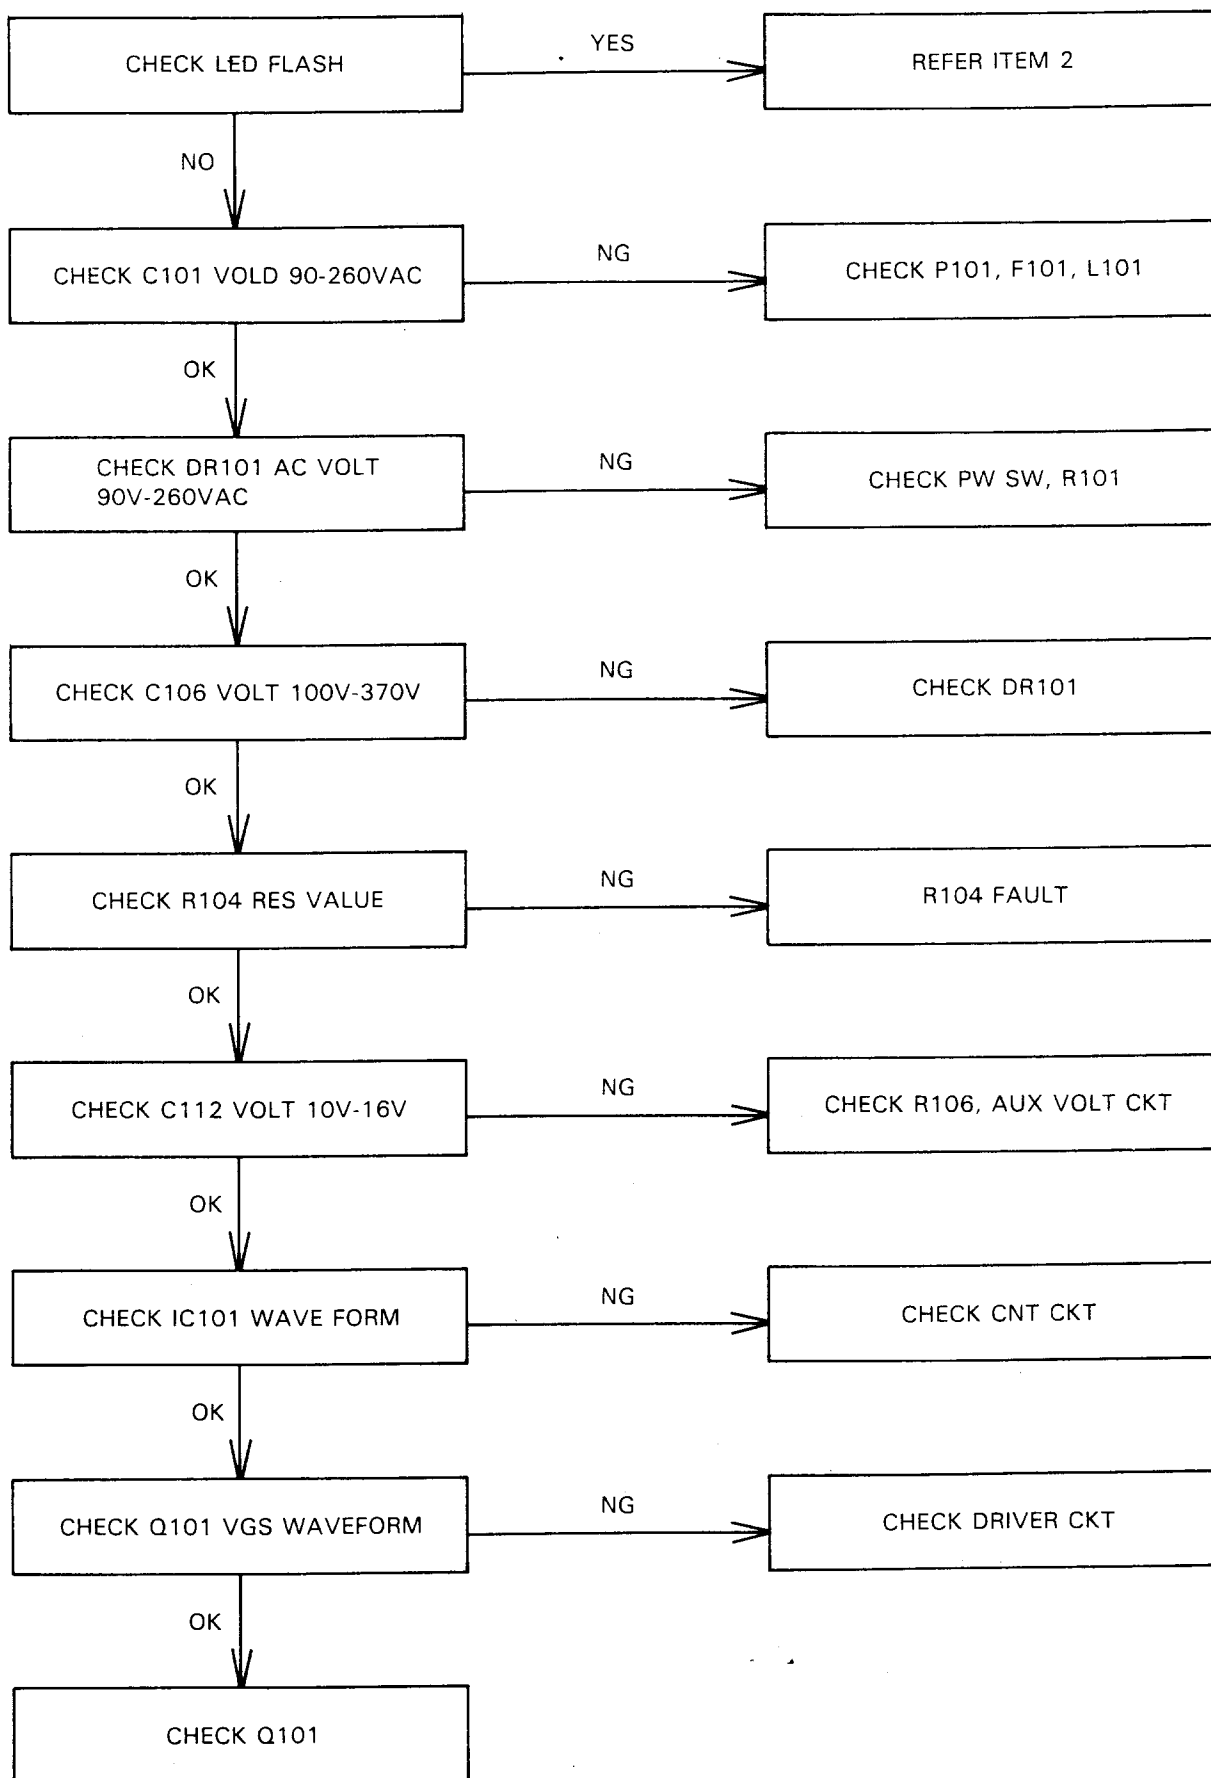 CHECK LED FLASH
YES
REFER ITEM 2
NO
CHECK C101 VOLD 90-260VAC
NG
CHECK P101, F101, L101
OK
CHECK DR101 AC VOLT
90V-260VAC
NG
CHECK PW SW, R101
OK
CHECK C106 VOLT 100V-370V
NG
CHECK DR101
OK
CHECK R104 RES VALUE
NG
R104 FAULT
OK
CHECK C112 VOLT 10V-16V
NG
CHECK R106, AUX VOLT CKT
OK
CHECK IC101 WAVE FORM
NG
CHECK CNT CKT
OK
CHECK Q101 VGS WAVEFORM
NG
CHECK DRIVER CKT
OK
CHECK Q101